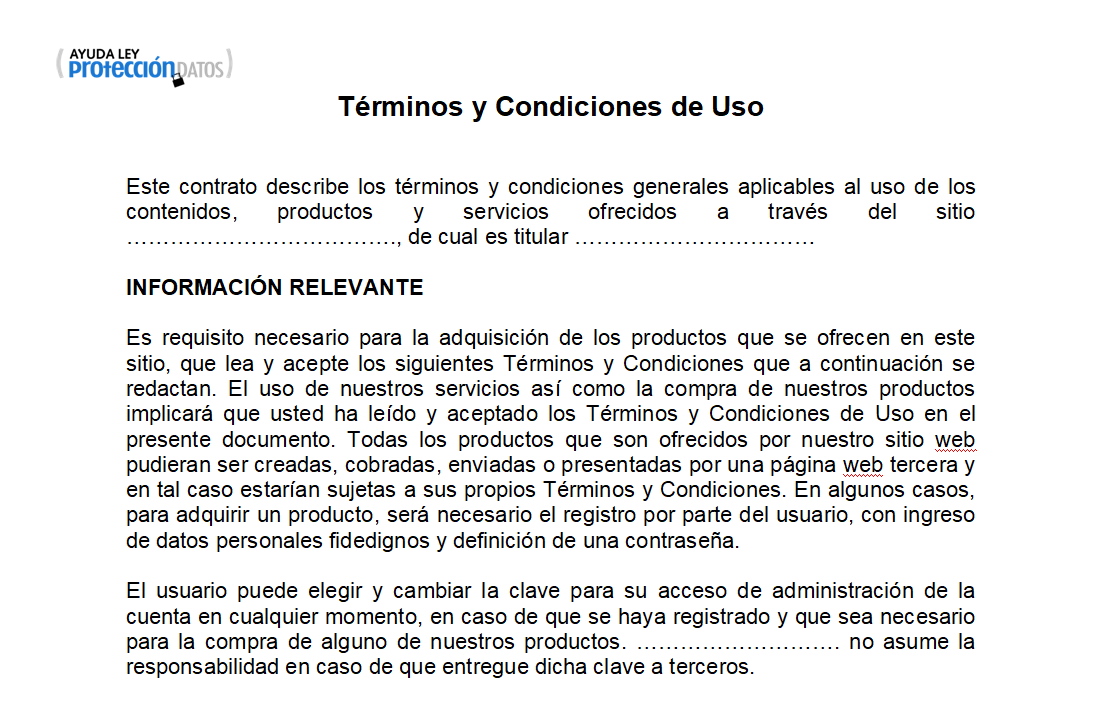 AYUDA LEY
protecciónDATOS
Términos y Condiciones de Uso
Este contrato describe los términos y condiciones generales aplicables al uso de los
contenidos, productos y servicios ofrecidos a través del sitio
………………………………., de cual es titular ……………………………
INFORMACIÓN RELEVANTE
Es requisito necesario para la adquisición de los productos que se ofrecen en este
sitio, que lea y acepte los siguientes Términos y Condiciones que a continuación se
redactan. El uso de nuestros servicios así como la compra de nuestros productos
implicará que usted ha leído y aceptado los Términos y Condiciones de Uso en el
presente documento. Todas los productos que son ofrecidos por nuestro sitio web
pudieran ser creadas, cobradas, enviadas o presentadas por una página web tercera y
en tal caso estarían sujetas a sus propios Términos y Condiciones. En algunos casos,
para adquirir un producto, será necesario el registro por parte del usuario, con ingreso
de datos personales fidedignos y definición de una contraseña.
El usuario puede elegir y cambiar la clave para su acceso de administración de la
cuenta en cualquier momento, en caso de que se haya registrado y que sea necesario
para la compra de alguno de nuestros productos. ………………………. no asume la
responsabilidad en caso de que entregue dicha clave a terceros.